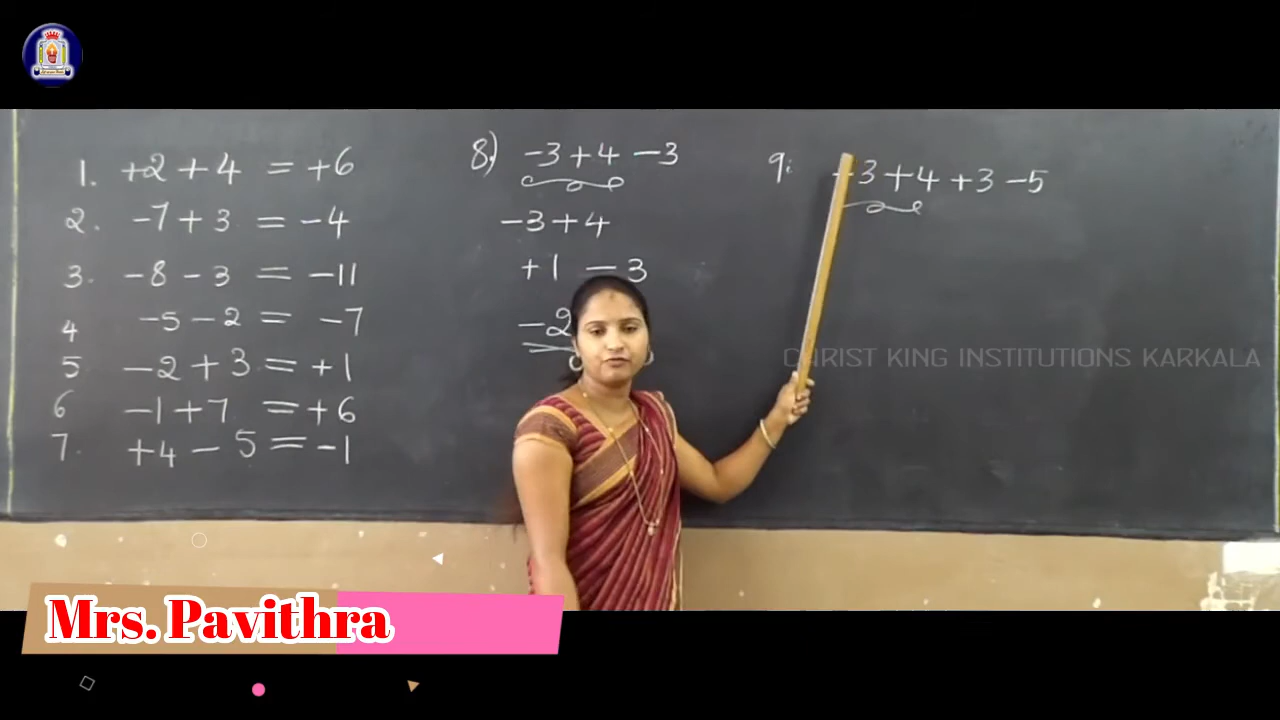 1. +2 + 4 = +6
2. -7 + 3 = -4
3. -8 - 3 = -11
4 -5 - 2 = -7
5 -2 + 3 = +1
6 -1 + 7 = +6
7. +4 - 5 = -1
8) -3 + 4 - 3
-3 + 4
+1 - 3
-2
9. -3 + 4 + 3 - 5
CHRIST KING INSTITUTIONS KARKALA
Mrs. Pavithra